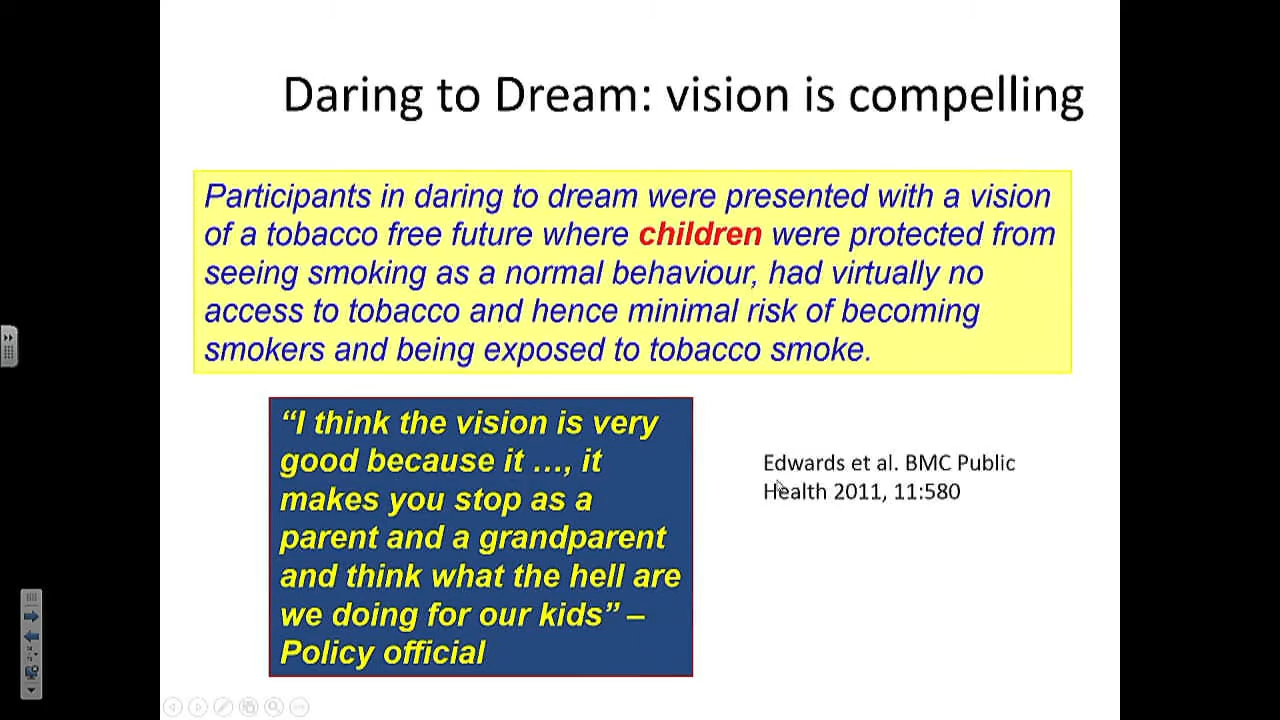 Daring to Dream: vision is compelling
Participants in daring to dream were presented with a vision
of a tobacco free future where children were protected from
seeing smoking as a normal behaviour, had virtually no
access to tobacco and hence minimal risk of becoming
smokers and being exposed to tobacco smoke.
“I think the vision is very
good because it …, it
makes you stop as a
parent and a grandparent
and think what the hell are
we doing for our kids” –
Policy official
Edwards et al. BMC Public
Health 2011, 11:580